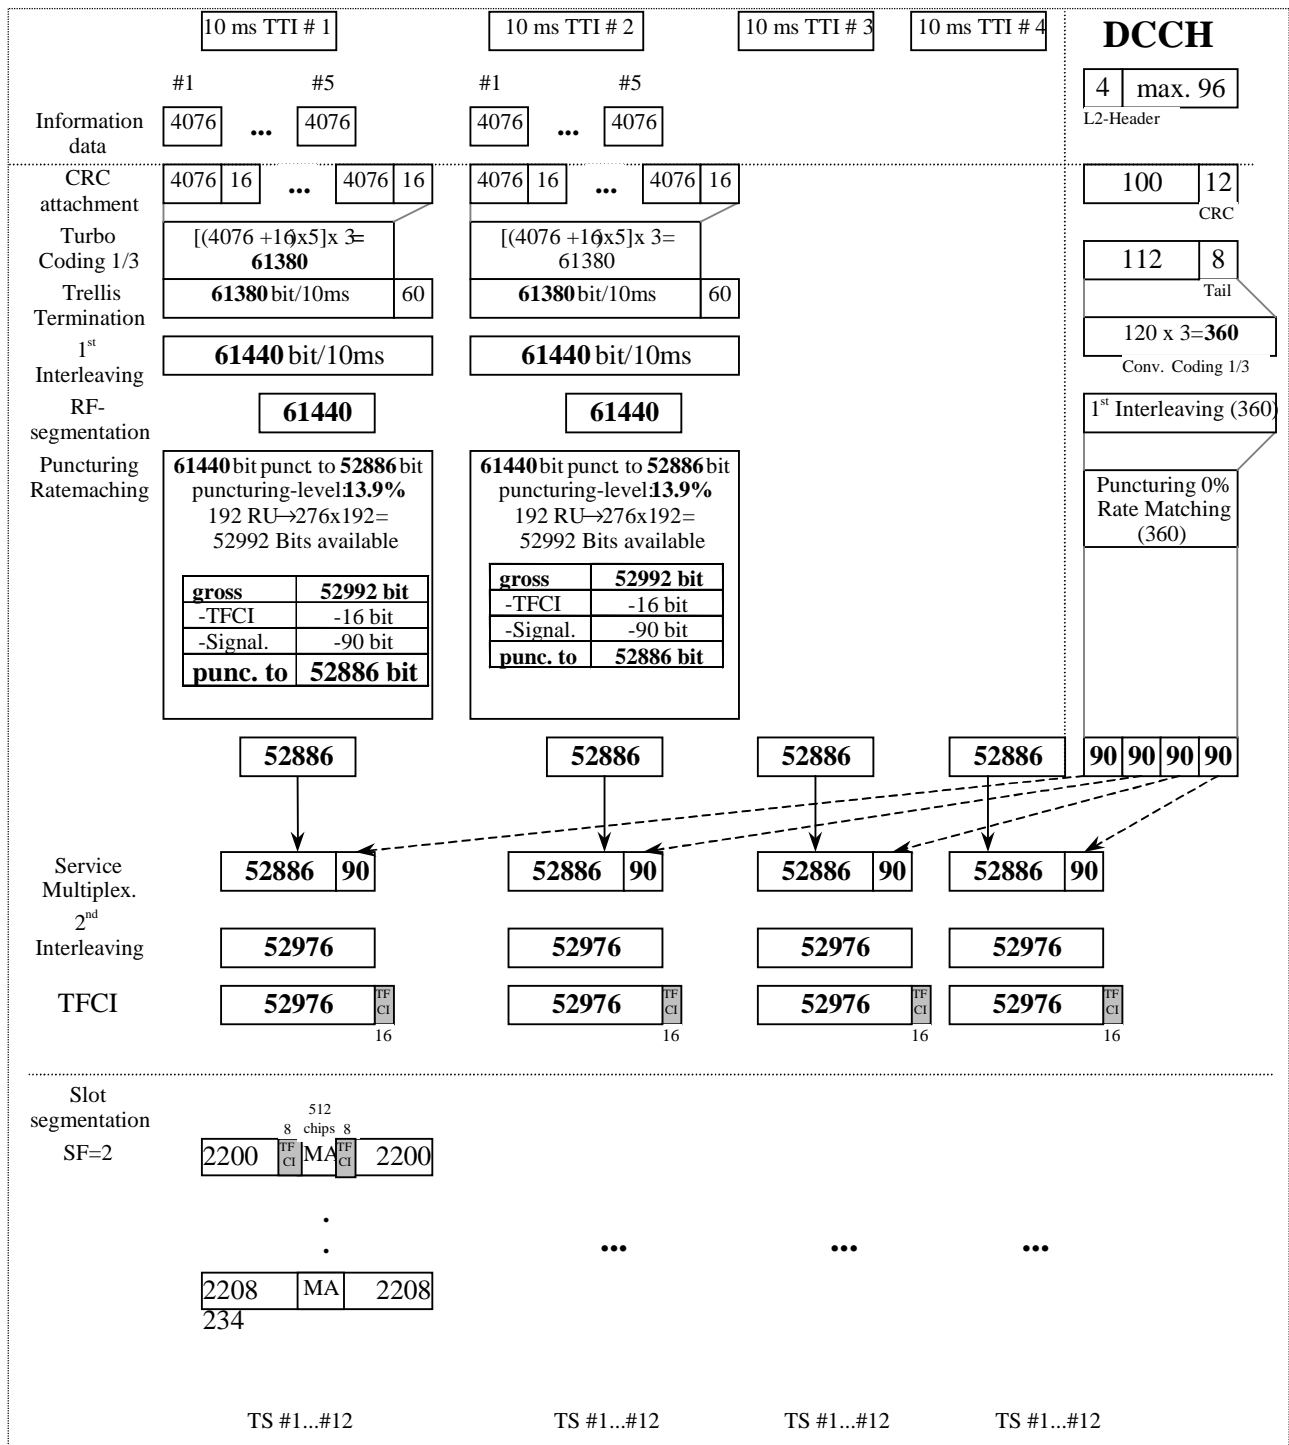 10 ms TTI # 1 10 ms TTI # 2 10 ms TTI # 3 10 ms TTI # 4 DCCH
#1 #5 #1 #5 4 max. 96
L2-Header
Information data 4076 ... 4076 4076 ... 4076
CRC attachment 4076 16 ... 4076 16 4076 16 ... 4076 16 100 12
CRC
Turbo Coding 1/3 [(4076 +16)x5]x 3= 61380 [(4076 +16)x5]x 3= 61380 112 8
Tail
Trellis Termination 61380 bit/10ms 60 61380 bit/10ms 60
120 x 3=360
Conv. Coding 1/3
1st Interleaving 61440 bit/10ms 61440 bit/10ms
RF-segmentation 61440 61440 1st Interleaving (360)
Puncturing Ratemaching
61440 bit punct. to 52886 bit
puncturing-level:13.9%
192 RU→276x192=
52992 Bits available
gross 52992 bit
-TFCI -16 bit
-Signal. -90 bit
punc. to 52886 bit
61440 bit punct. to 52886 bit
puncturing-level:13.9%
192 RU→276x192=
52992 Bits available
gross 52992 bit
-TFCI -16 bit
-Signal. -90 bit
punc. to 52886 bit
Puncturing 0%
Rate Matching
(360)
52886 52886 52886 52886 90 90 90 90
Service Multiplex. 52886 90 52886 90 52886 90 52886 90
2nd Interleaving 52976 52976 52976 52976
TFCI 52976 TF CI 52976 TF CI 52976 TF CI 52976 TF CI
16 16 16 16
Slot
segmentation
SF=2
512
8 chips 8
2200 TF CI MA TF CI 2200
.
. ... ... ...
2208 MA 2208
234
TS #1...#12 TS #1...#12 TS #1...#12 TS #1...#12